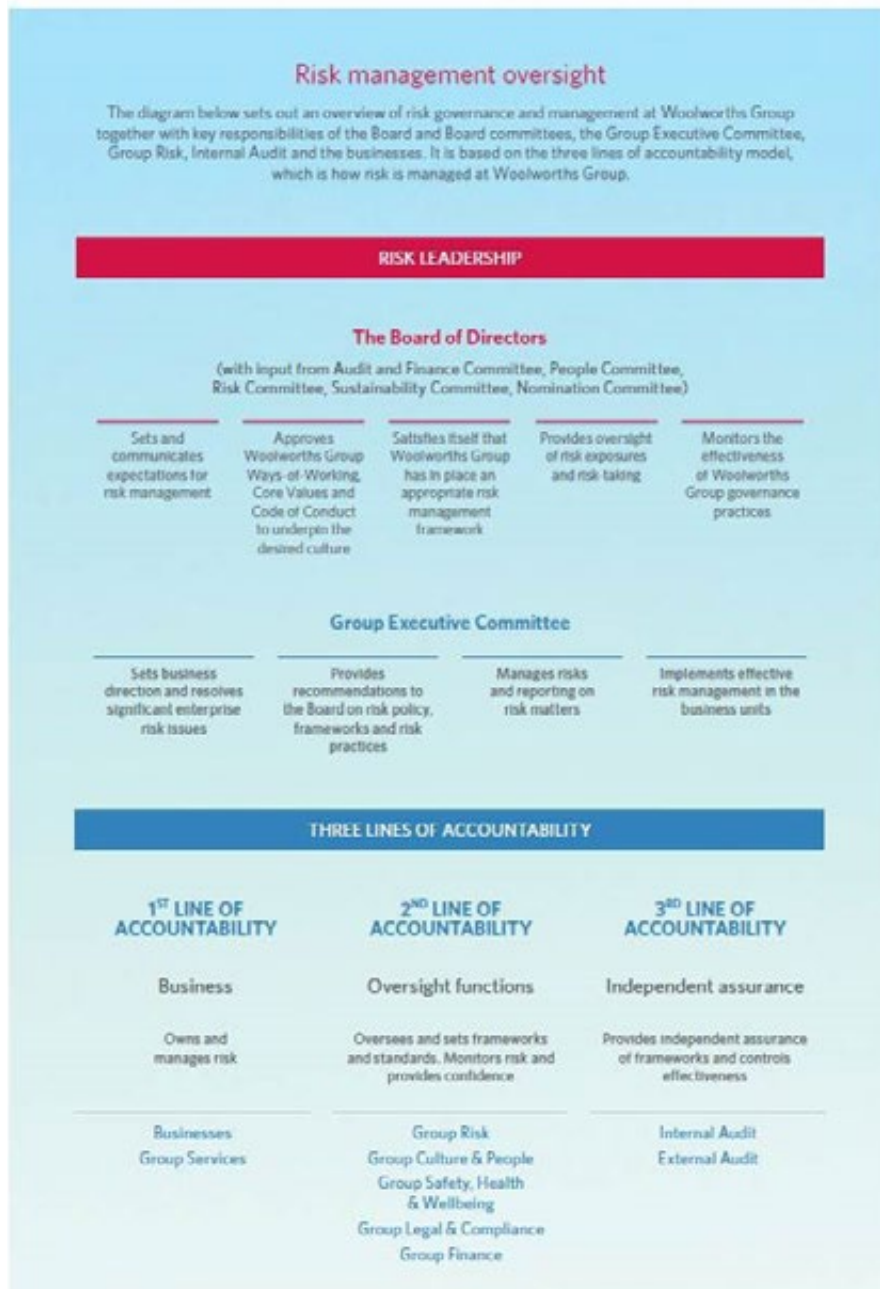 Risk management oversight
The diagram below sets out an overview of risk governance and management at Woolworths Group
together with key responsibilities of the Board and Board committees, the Group Executive Committee,
Group Risk, Internal Audit and the businesses. It is based on the three lines of accountability model,
which is how risk is managed at Woolworths Group.
RISK LEADERSHIP
The Board of Directors
(with input from Audit and Finance Committee, People Committee,
Risk Committee, Sustainability Committee, Nomination Committee)
Sets and
communicates
expectations for
risk management
Approves
Woolworths Group
Ways-of-Working,
Core Values and
Code of Conduct
to underpin the
desired culture
Satisfies itself that
Woolworths Group
has in place an
appropriate risk
management
framework
Provides oversight
of risk exposures
and risk-taking
Monitors the
effectiveness
of Woolworths
Group governance
practices
Group Executive Committee
Sets business
direction and resolves
significant enterprise
risk issues
Provides
recommendations to
the Board on risk policy,
frameworks and risk
practices
Manages risks
and reporting on
risk matters
Implements effective
risk management in the
business units
THREE LINES OF ACCOUNTABILITY
1ST LINE OF
ACCOUNTABILITY
Business
Owns and
manages risk
Businesses
Group Services
2ND LINE OF
ACCOUNTABILITY
Oversight functions
Oversees and sets frameworks
and standards. Monitors risk and
provides confidence
Group Risk
Group Culture & People
Group Safety, Health
& Wellbeing
Group Legal & Compliance
Group Finance
3RD LINE OF
ACCOUNTABILITY
Independent assurance
Provides independent assurance
of frameworks and controls
effectiveness
Internal Audit
External Audit